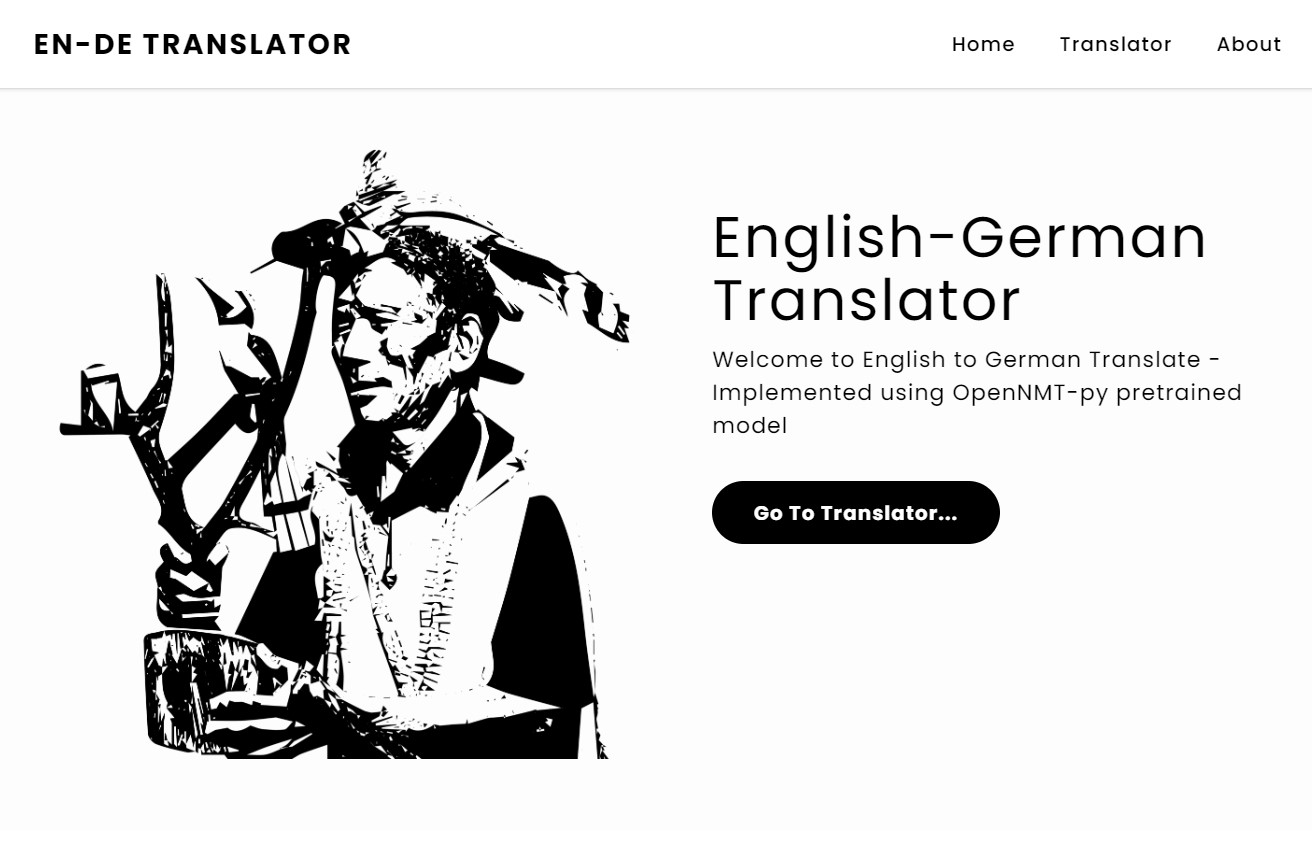 EN-DE TRANSLATOR
Home Translator About
English-German
Translator
Welcome to English to German Translate -
Implemented using OpenNMT-py pretrained
model
Go To Translator...